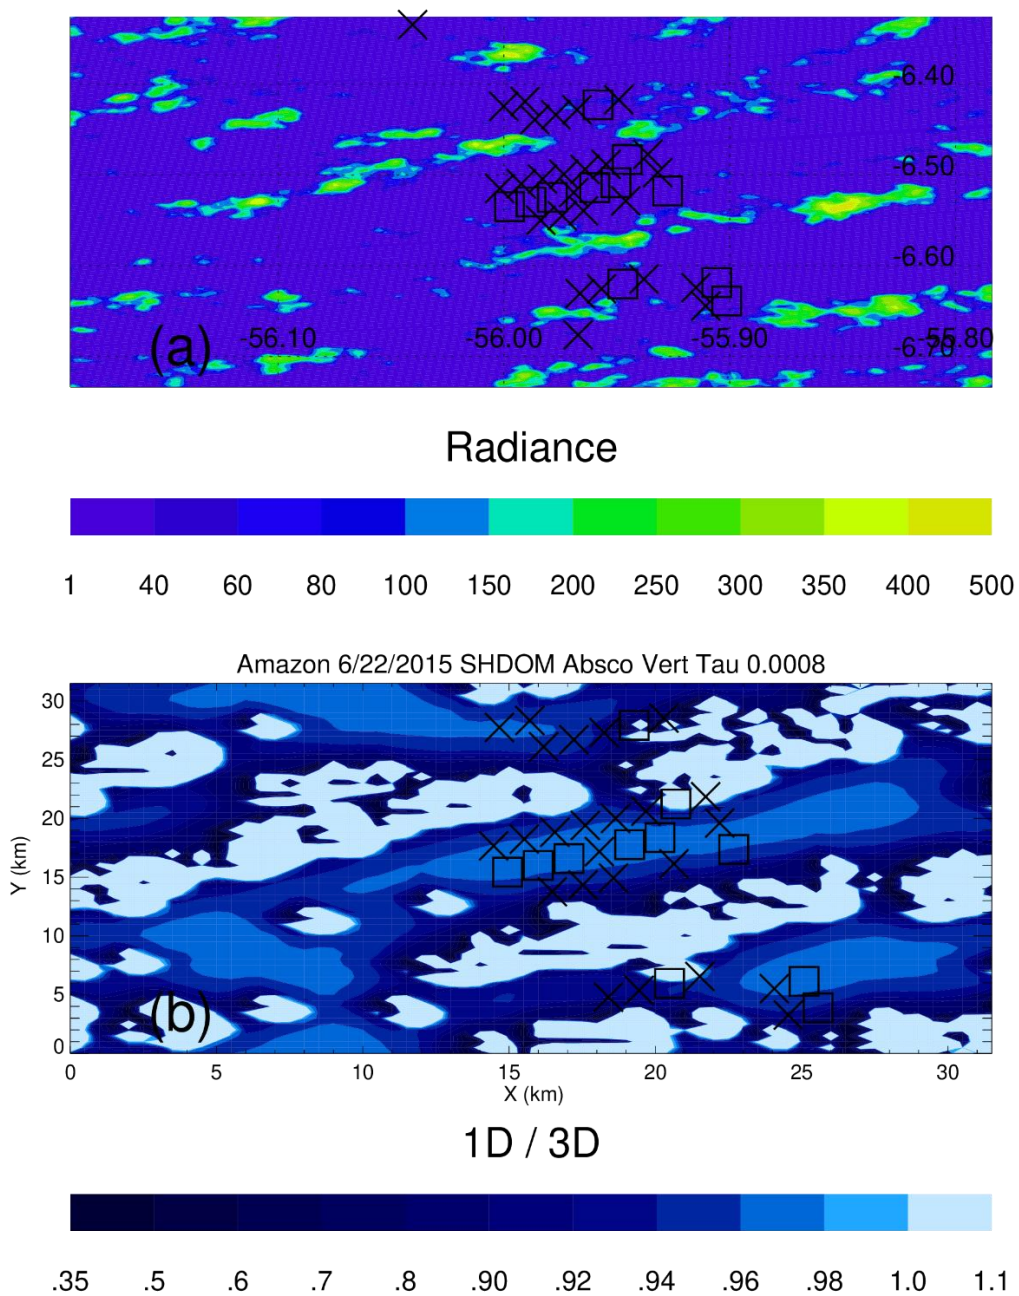 -6.40
-6.50
-6.60
(a) -56.10 -56.00 -55.90 -55.80
-6.70
Radiance
1 40 60 80 100 150 200 250 300 350 400 500
Amazon 6/22/2015 SHDOM Absco Vert Tau 0.0008
30
25
20
15
10
5
0
Y (km)
(b)
0 5 10 15 20 25 30
X (km)
1D / 3D
.35 .5 .6 .7 .8 .90 .92 .94 .96 .98 1.0 1.1